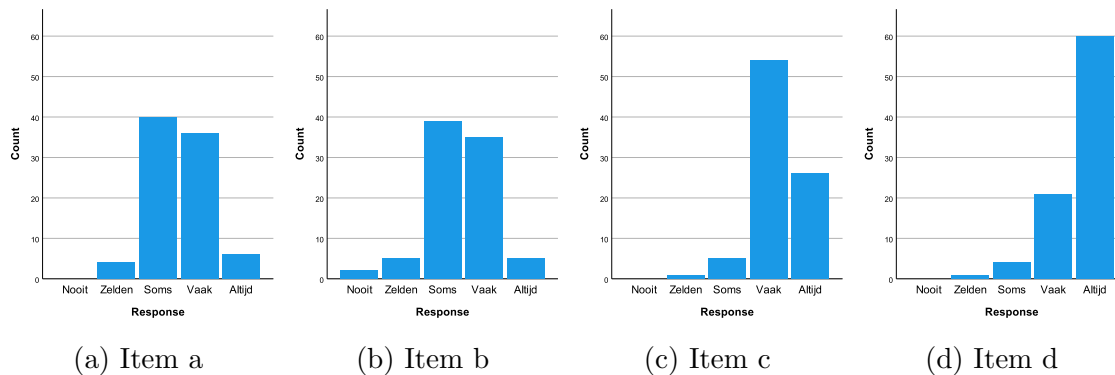 60
50
40
30
20
10
0
Count
Nooit Zelden Soms Vaak Altijd
Response
(a) Item a
60
50
40
30
20
10
0
Count
Nooit Zelden Soms Vaak Altijd
Response
(b) Item b
60
50
40
30
20
10
0
Count
Nooit Zelden Soms Vaak Altijd
Response
(c) Item c
60
50
40
30
20
10
0
Count
Nooit Zelden Soms Vaak Altijd
Response
(d) Item d